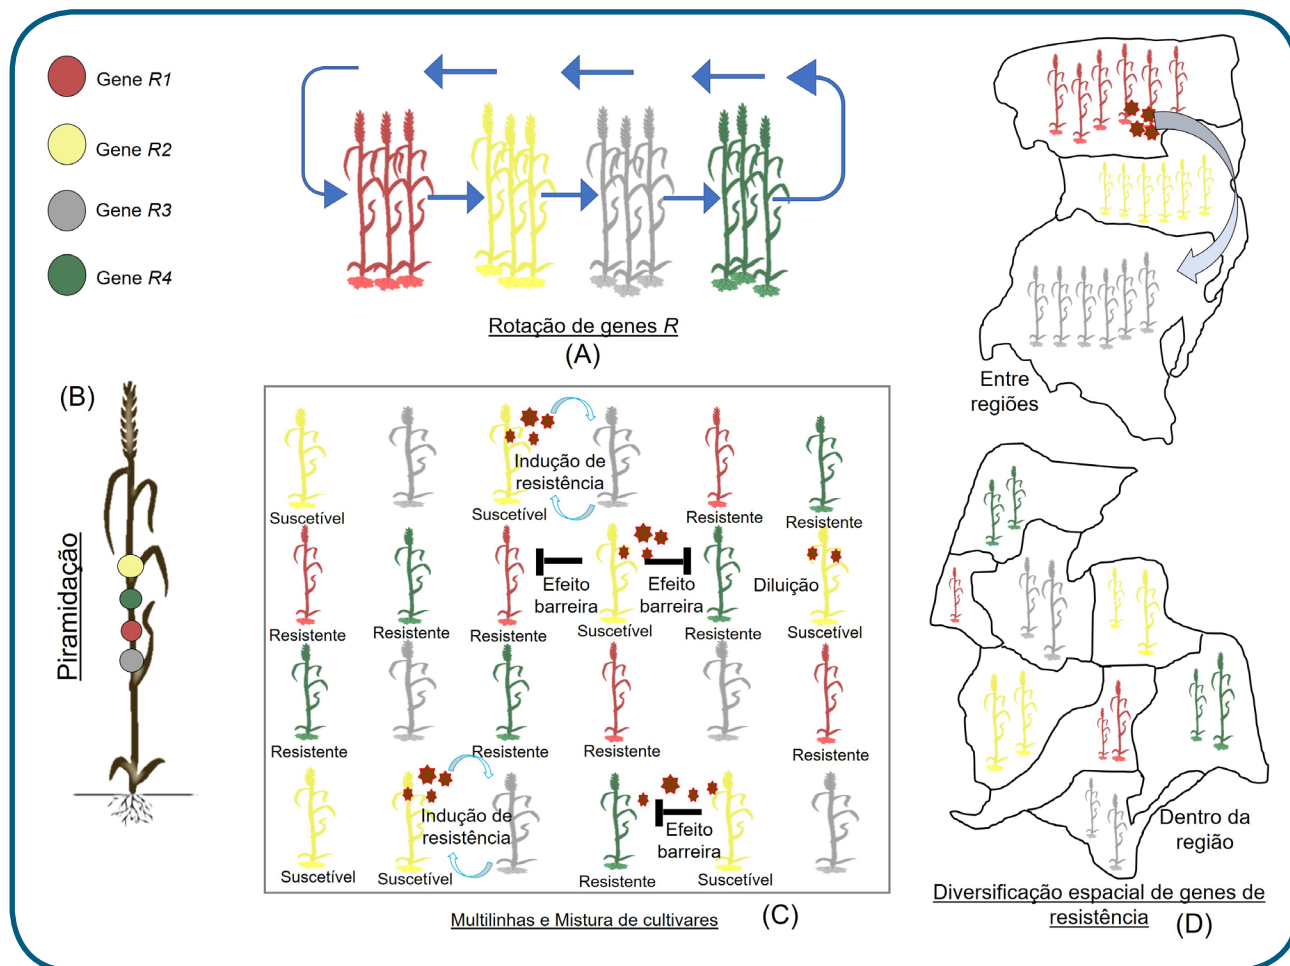 Gene R1
Gene R2
Gene R3
Gene R4
Rotação de genes R
(A)
(B)
Piramidação
Indução de
resistência
Suscetível
Suscetível
Resistente
Resistente
Efeito
barreira
Efeito
barreira
Diluição
Resistente
Resistente
Resistente
Suscetível
Resistente
Suscetível
Resistente
Resistente
Resistente
Resistente
Indução de
resistência
Efeito
barreira
Suscetível
Suscetível
Resistente
Suscetível
Multilinhas e Mistura de cultivares
(C)
Entre
regiões
Dentro da
região
Diversificação espacial de genes de
resistência
(D)